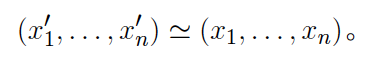 (x′₁, . . . , x′ₙ) ≃ (x₁, . . . , xₙ)。